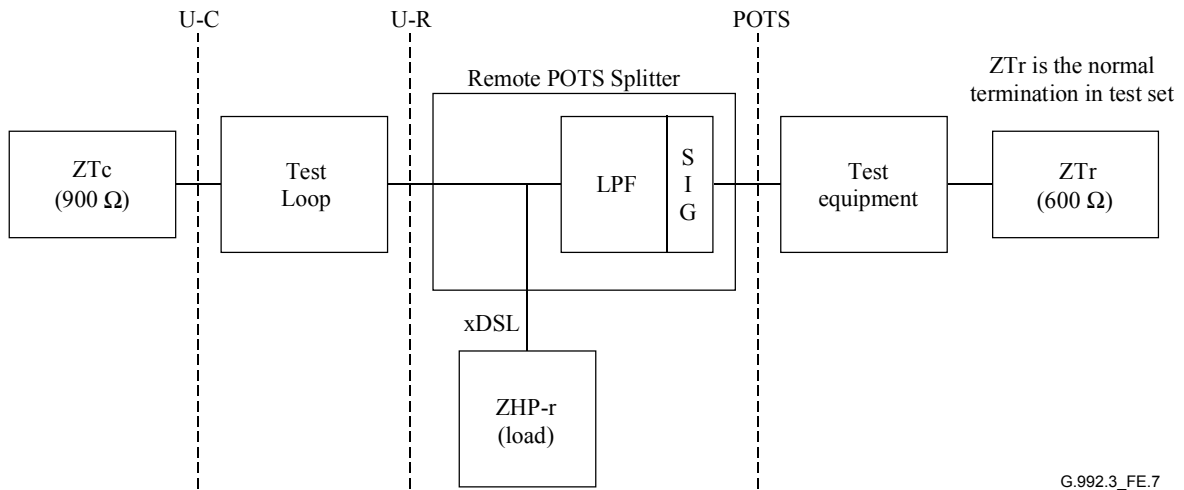 U-C
U-R
POTS
Remote POTS Splitter
ZTr is the normal
termination in test set
ZTc
(900 Ω)
Test
Loop
LPF
S
I
G
Test
equipment
ZTr
(600 Ω)
xDSL
ZHP-r
(load)
G.992.3_FE.7